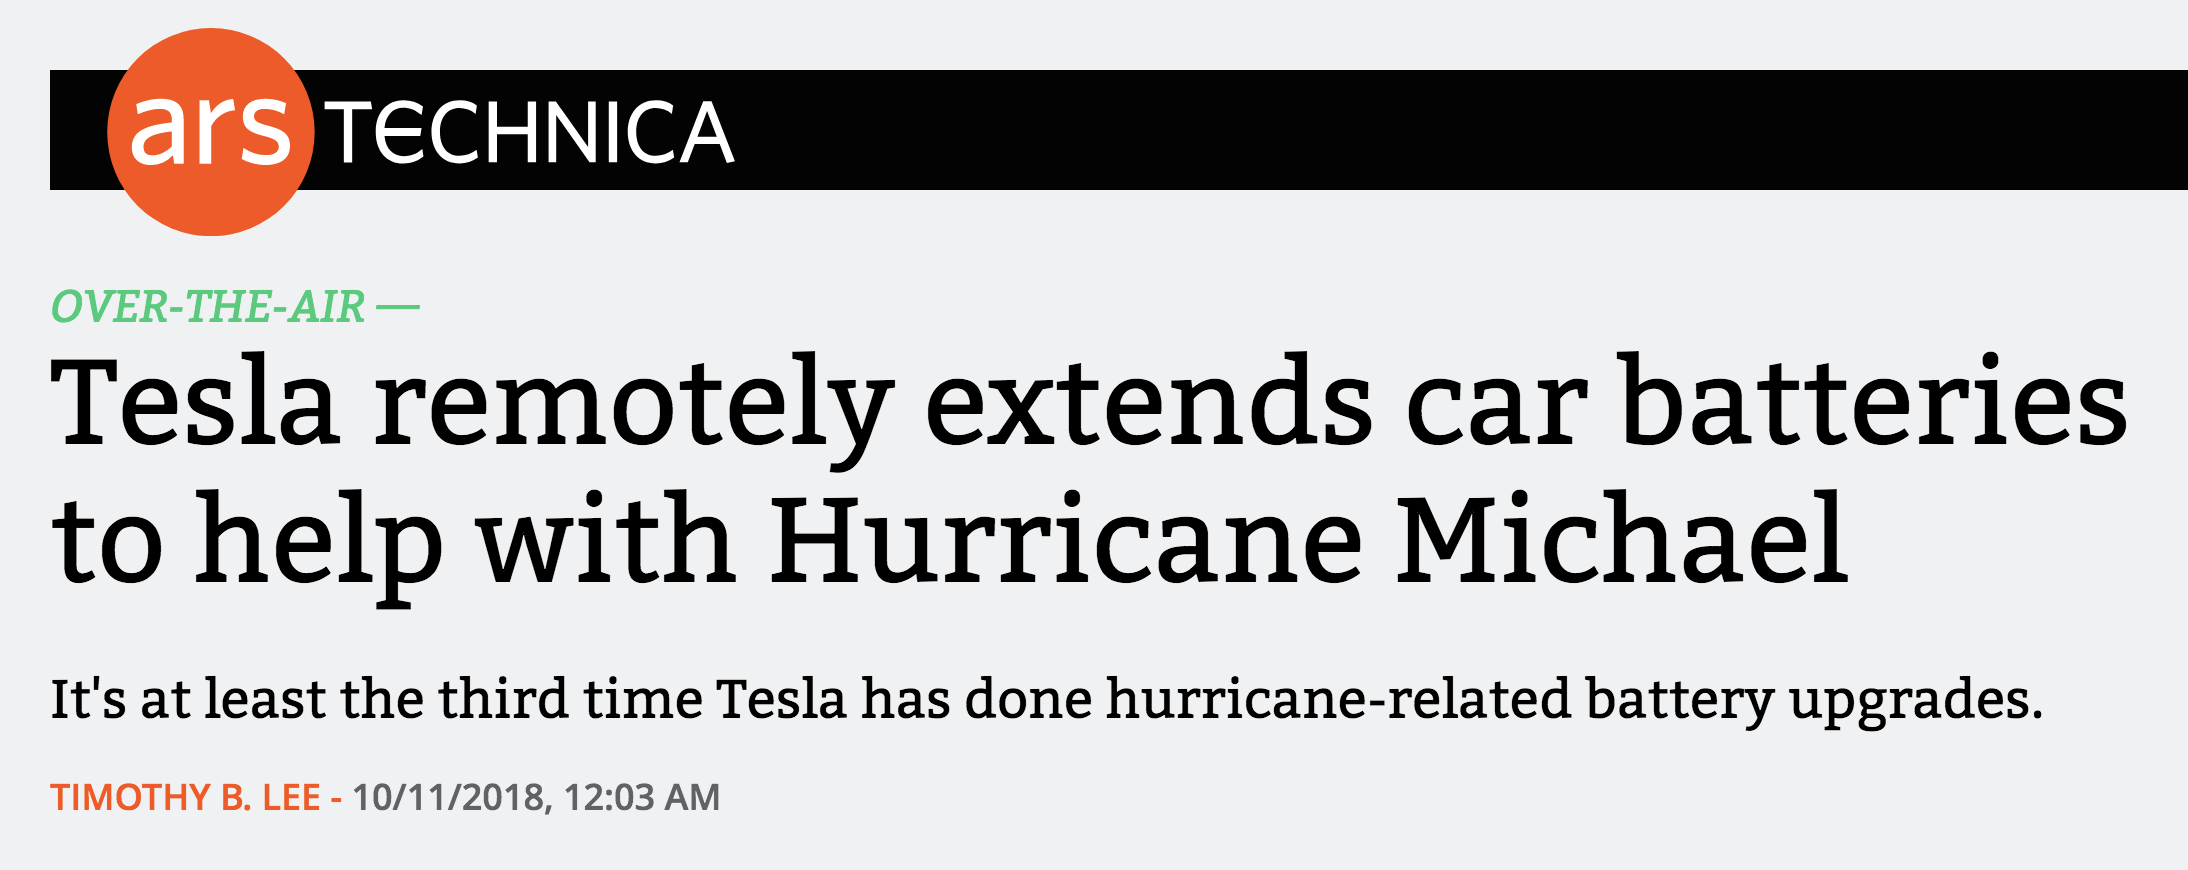 ars TECHNICA
OVER-THE-AIR —
Tesla remotely extends car batteries
to help with Hurricane Michael
It's at least the third time Tesla has done hurricane-related battery upgrades.
TIMOTHY B. LEE - 10/11/2018, 12:03 AM